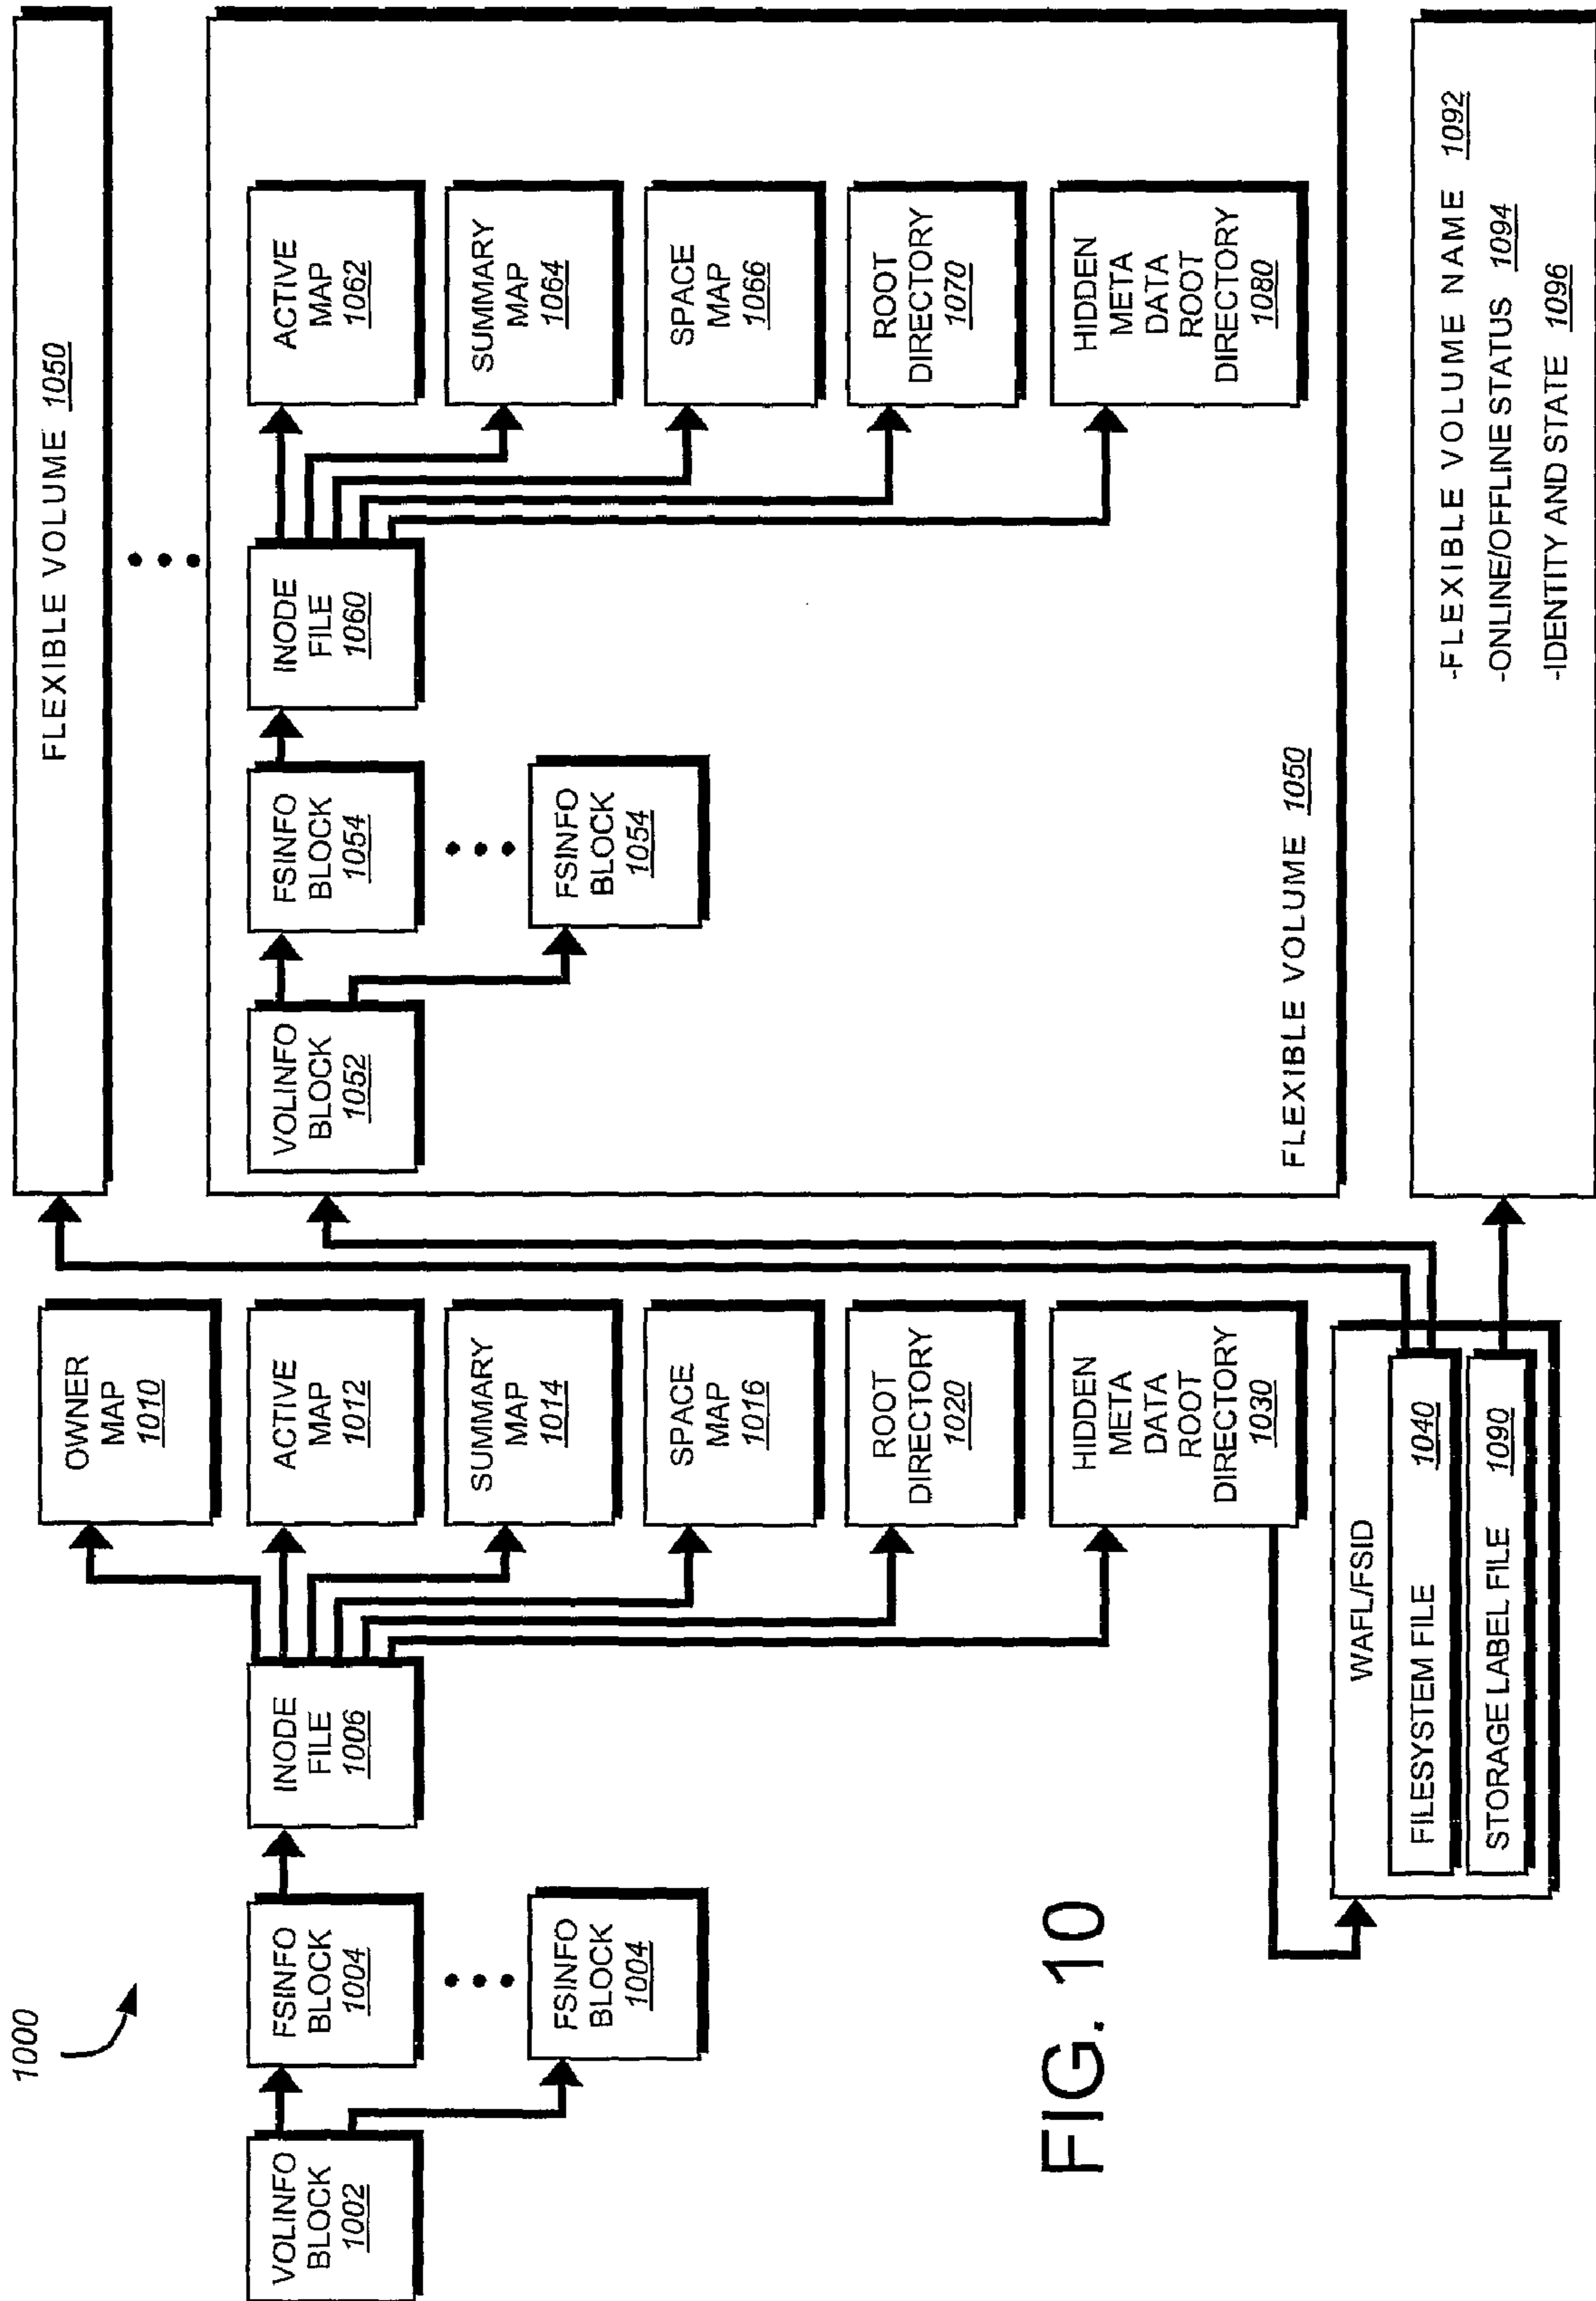 1000
VOLINFO
BLOCK
1002
FSINFO
BLOCK
1004
FSINFO
BLOCK
1004
INODE
FILE
1006
OWNER
MAP
1010
ACTIVE
MAP
1012
SUMMARY
MAP
1014
SPACE
MAP
1016
ROOT
DIRECTORY
1020
HIDDEN
META
DATA
ROOT
DIRECTORY
1030
WAFL/FSID
FILESYSTEM FILE 1040
STORAGE LABEL FILE 1090
FLEXIBLE VOLUME 1050
VOLINFO
BLOCK
1052
FSINFO
BLOCK
1054
FSINFO
BLOCK
1054
INODE
FILE
1060
ACTIVE
MAP
1062
SUMMARY
MAP
1064
SPACE
MAP
1066
ROOT
DIRECTORY
1070
HIDDEN
META
DATA
ROOT
DIRECTORY
1080
FLEXIBLE VOLUME 1050
-FLEXIBLE VOLUME NAME 1092
-ONLINE/OFFLINE STATUS 1094
-IDENTITY AND STATE 1096
FIG. 10